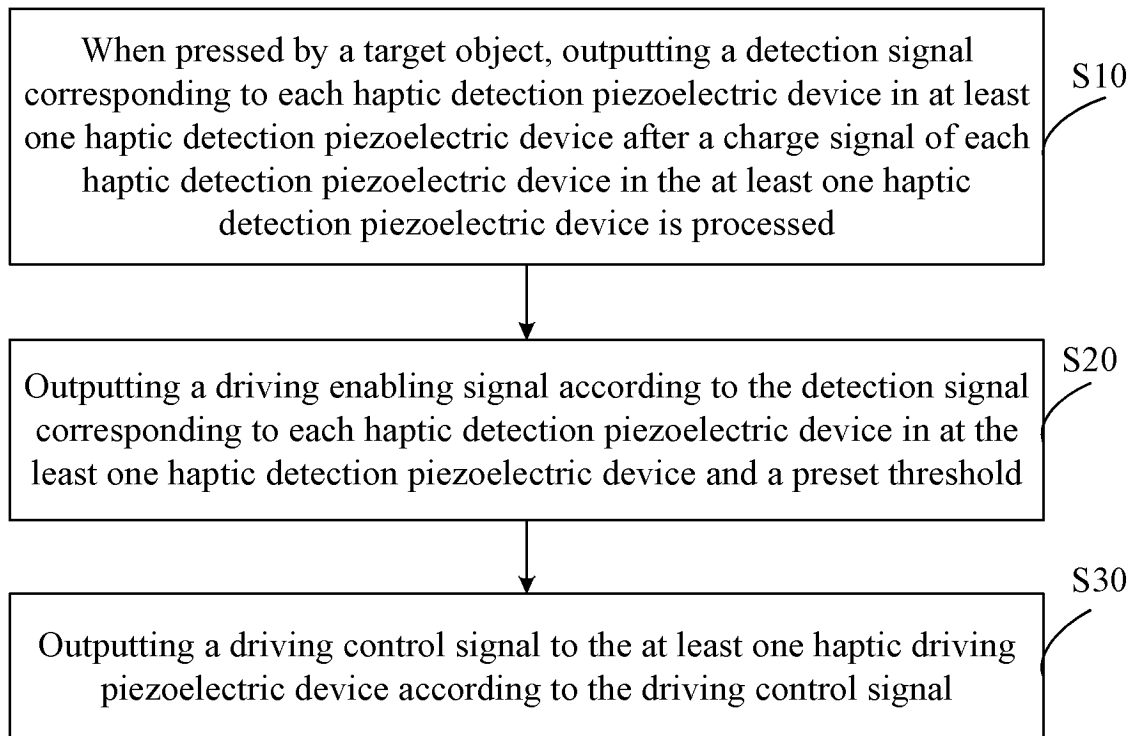 When pressed by a target object, outputting a detection signal
corresponding to each haptic detection piezoelectric device in at least
one haptic detection piezoelectric device after a charge signal of each
haptic detection piezoelectric device in the at least one haptic
detection piezoelectric device is processed
S10
Outputting a driving enabling signal according to the detection signal
corresponding to each haptic detection piezoelectric device in at the
least one haptic detection piezoelectric device and a preset threshold
S20
Outputting a driving control signal to the at least one haptic driving
piezoelectric device according to the driving control signal
S30